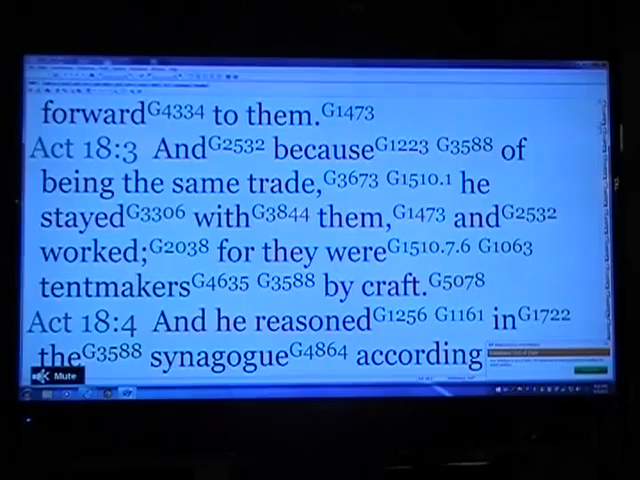 forwardG4334 to them.G1473
Act 18:3 AndG2532 becauseG1223 G3588 of
being the same trade,G3673 G1510.1 he
stayedG3306 withG3844 them,G1473 andG2532
worked;G2038 for they wereG1510.7.6 G1063
tentmakersG4635 G3588 by craft.G5078
Act 18:4 And he reasonedG1256 G1161 inG1722
theG3588 synagogueG4864 according
Mute